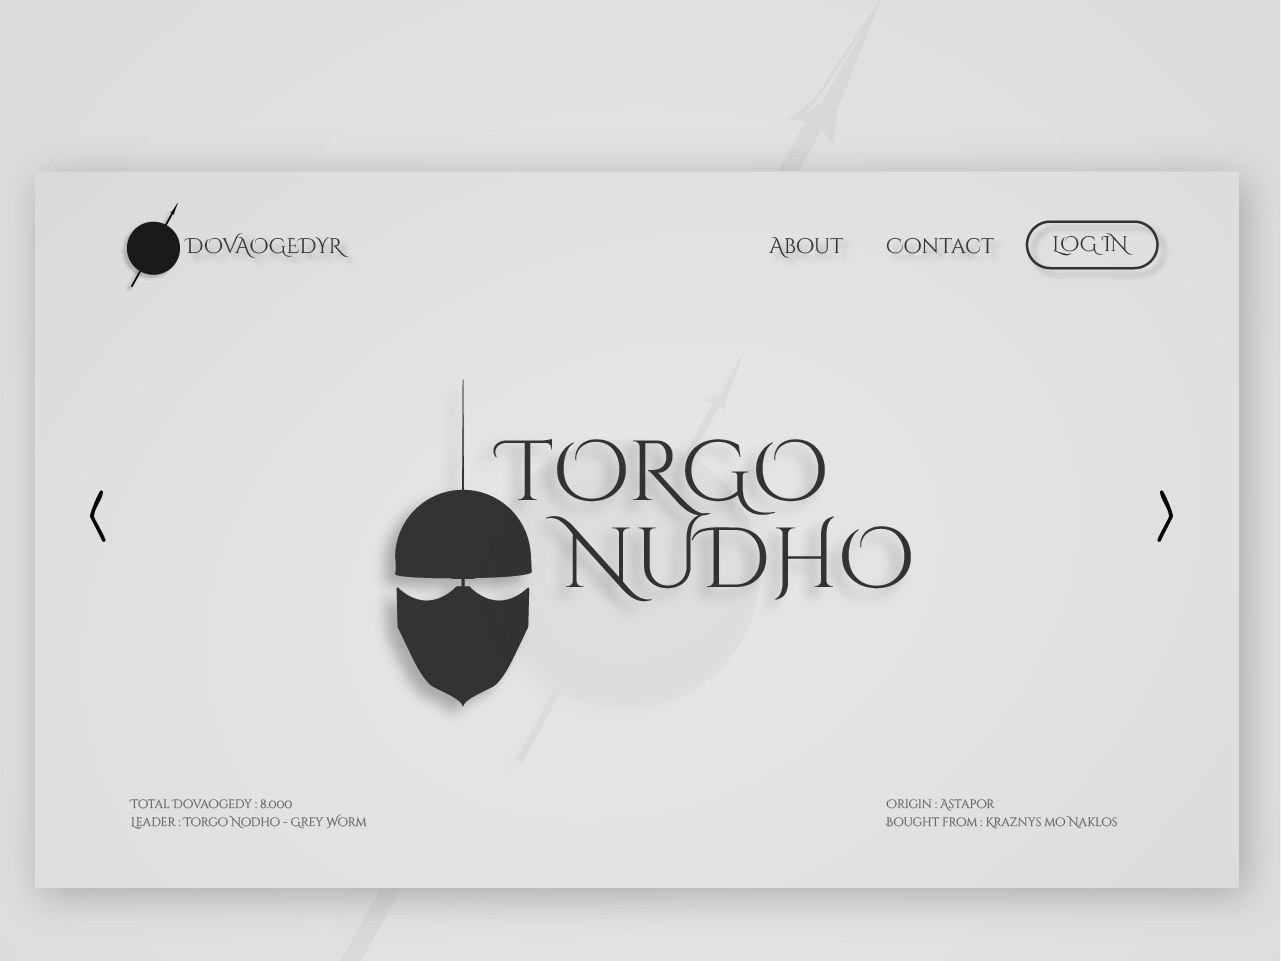 DOVAOGEDYR
ABOUT
CONTACT
LOG IN
TORGO
NUDHO
TOTAL DOVAOGEDY : 8.000
LEADER : TORGO NODHO - GREY WORM
ORIGIN : ASTAPOR
BOUGHT FROM : KRAZNYS MO NAKLOS